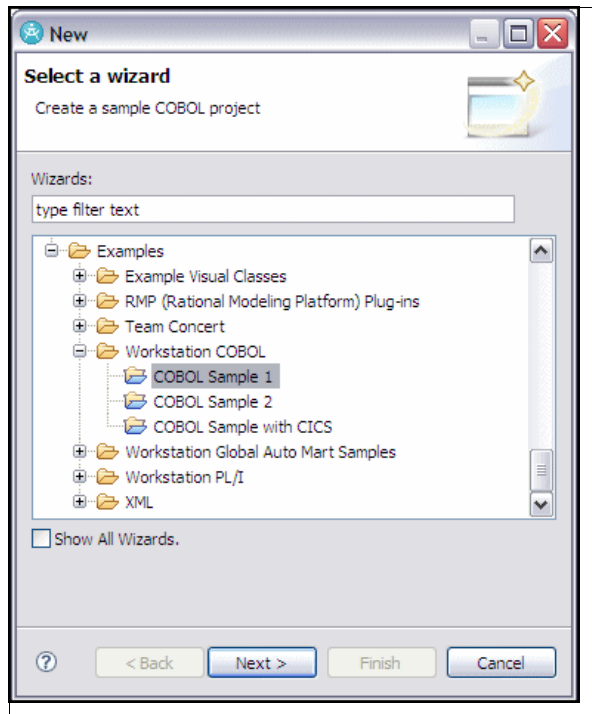 New
Select a wizard
Create a sample COBOL project
Wizards:
type filter text
Examples
Example Visual Classes
RMP (Rational Modeling Platform) Plug-ins
Team Concert
Workstation COBOL
COBOL Sample 1
COBOL Sample 2
COBOL Sample with CICS
Workstation Global Auto Mart Samples
Workstation PL/I
XML
Show All Wizards.
? < Back Next > Finish Cancel